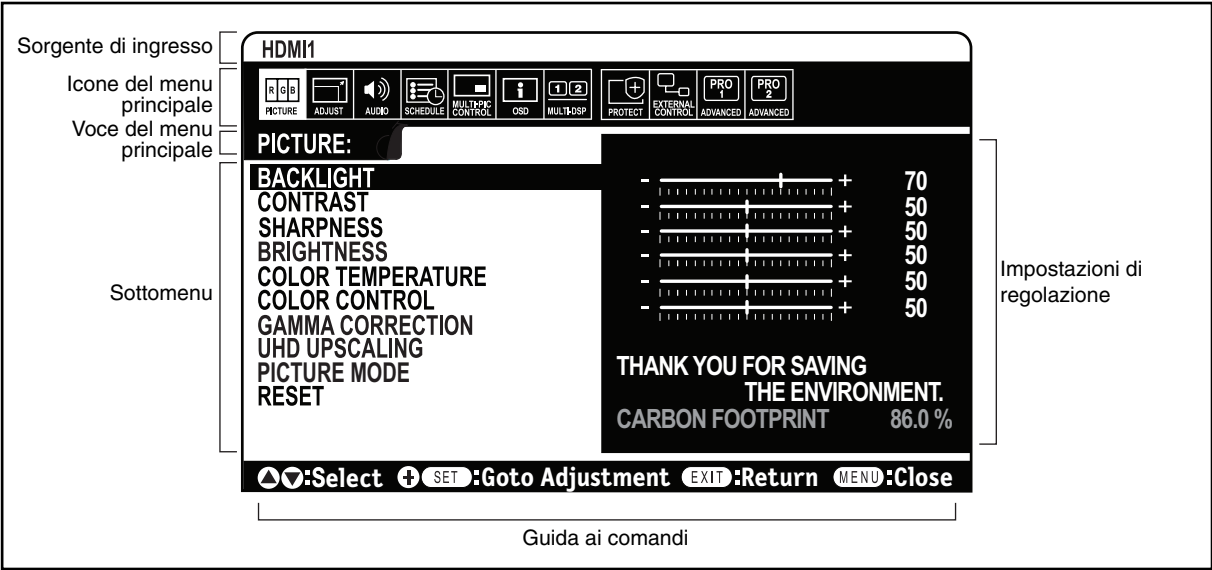 Sorgente di ingresso
HDMI1
Icone del menu
principale
RGB
PICTURE
ADJUST
AUDIO
SCHEDULE
MULTI-PIC
CONTROL
OSD
1 2
MULTI-DSP
PROTECT
EXTERNAL
CONTROL
PRO
1
ADVANCED
PRO
2
ADVANCED
Voce del menu
principale
PICTURE:
Sottomenu
BACKLIGHT - + 70
CONTRAST - + 50
SHARPNESS - + 50
BRIGHTNESS - + 50
COLOR TEMPERATURE - + 50
COLOR CONTROL - + 50
GAMMA CORRECTION
UHD UPSCALING
PICTURE MODE
RESET
THANK YOU FOR SAVING
THE ENVIRONMENT.
CARBON FOOTPRINT 86.0 %
Impostazioni di
regolazione
:Select SET :Goto Adjustment EXIT :Return MENU :Close
Guida ai comandi